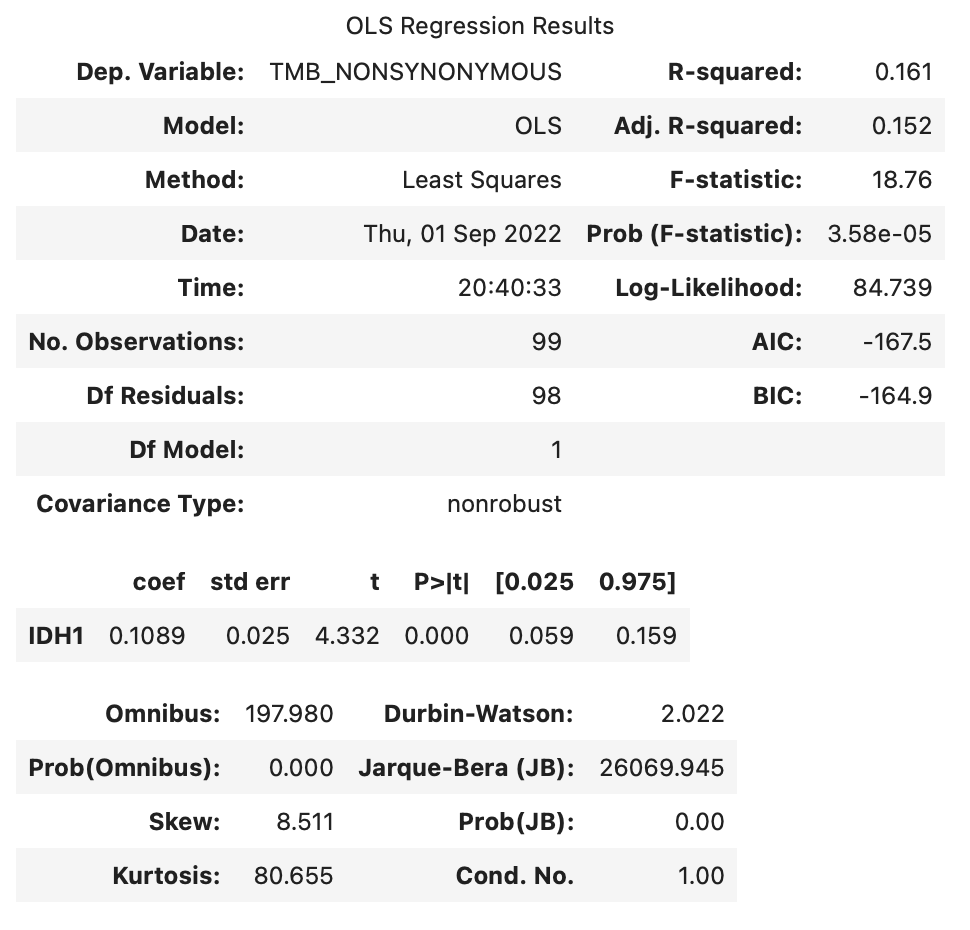 OLS Regression Results
Dep. Variable: TMB_NONSYNONYMOUS R-squared: 0.161
Model: OLS Adj. R-squared: 0.152
Method: Least Squares F-statistic: 18.76
Date: Thu, 01 Sep 2022 Prob (F-statistic): 3.58e-05
Time: 20:40:33 Log-Likelihood: 84.739
No. Observations: 99 AIC: -167.5
Df Residuals: 98 BIC: -164.9
Df Model: 1
Covariance Type: nonrobust
coef std err t P>|t| [0.025 0.975]
IDH1 0.1089 0.025 4.332 0.000 0.059 0.159
Omnibus: 197.980 Durbin-Watson: 2.022
Prob(Omnibus): 0.000 Jarque-Bera (JB): 26069.945
Skew: 8.511 Prob(JB): 0.00
Kurtosis: 80.655 Cond. No. 1.00